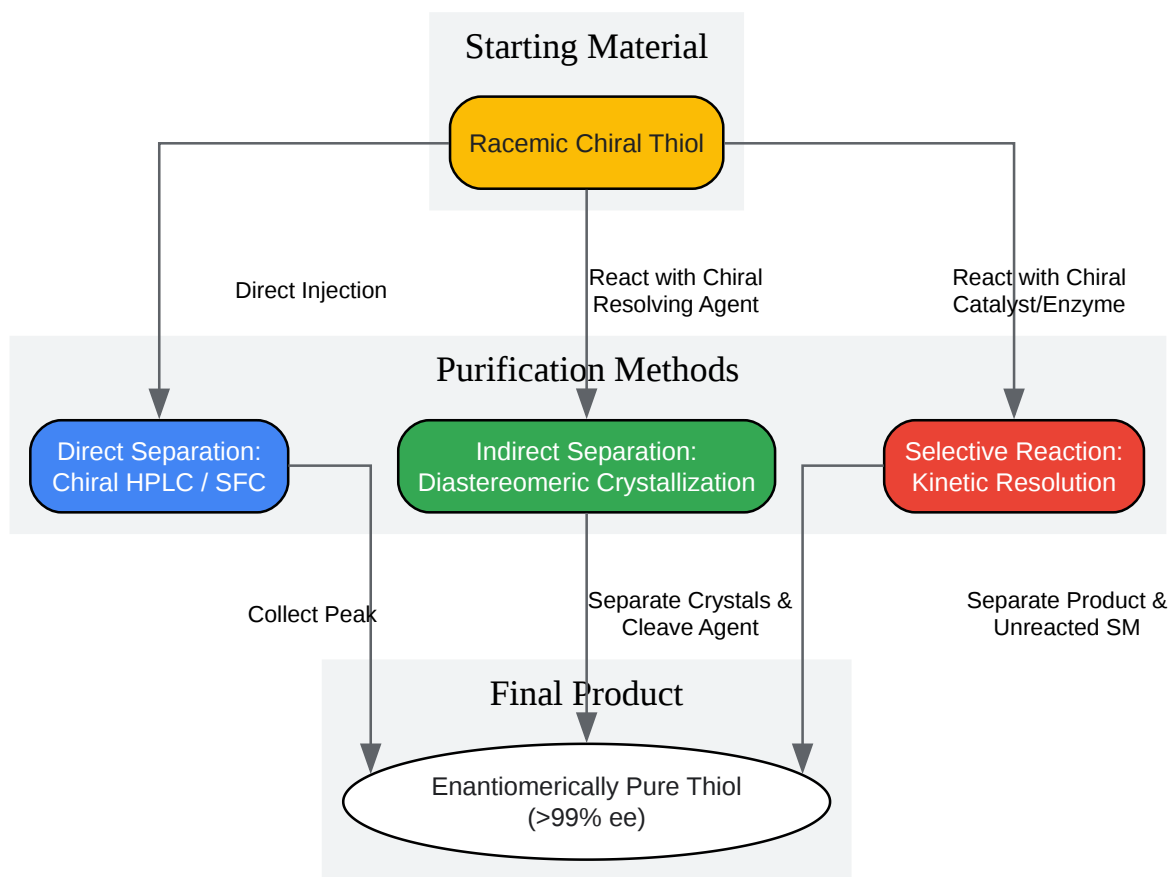 Starting Material
Racemic Chiral Thiol
Direct Injection
React with Chiral
Resolving Agent
React with Chiral
Catalyst/Enzyme
Purification Methods
Direct Separation:
Chiral HPLC / SFC
Indirect Separation:
Diastereomeric Crystallization
Selective Reaction:
Kinetic Resolution
Collect Peak
Separate Crystals &
Cleave Agent
Separate Product &
Unreacted SM
Final Product
Enantiomerically Pure Thiol
(>99% ee)